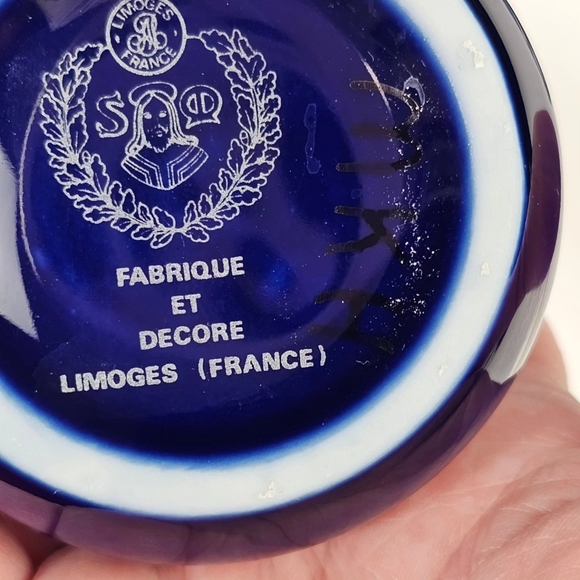 LIMOGES
FRANCE
FABRIQUE
ET
DECORE
LIMOGES (FRANCE)